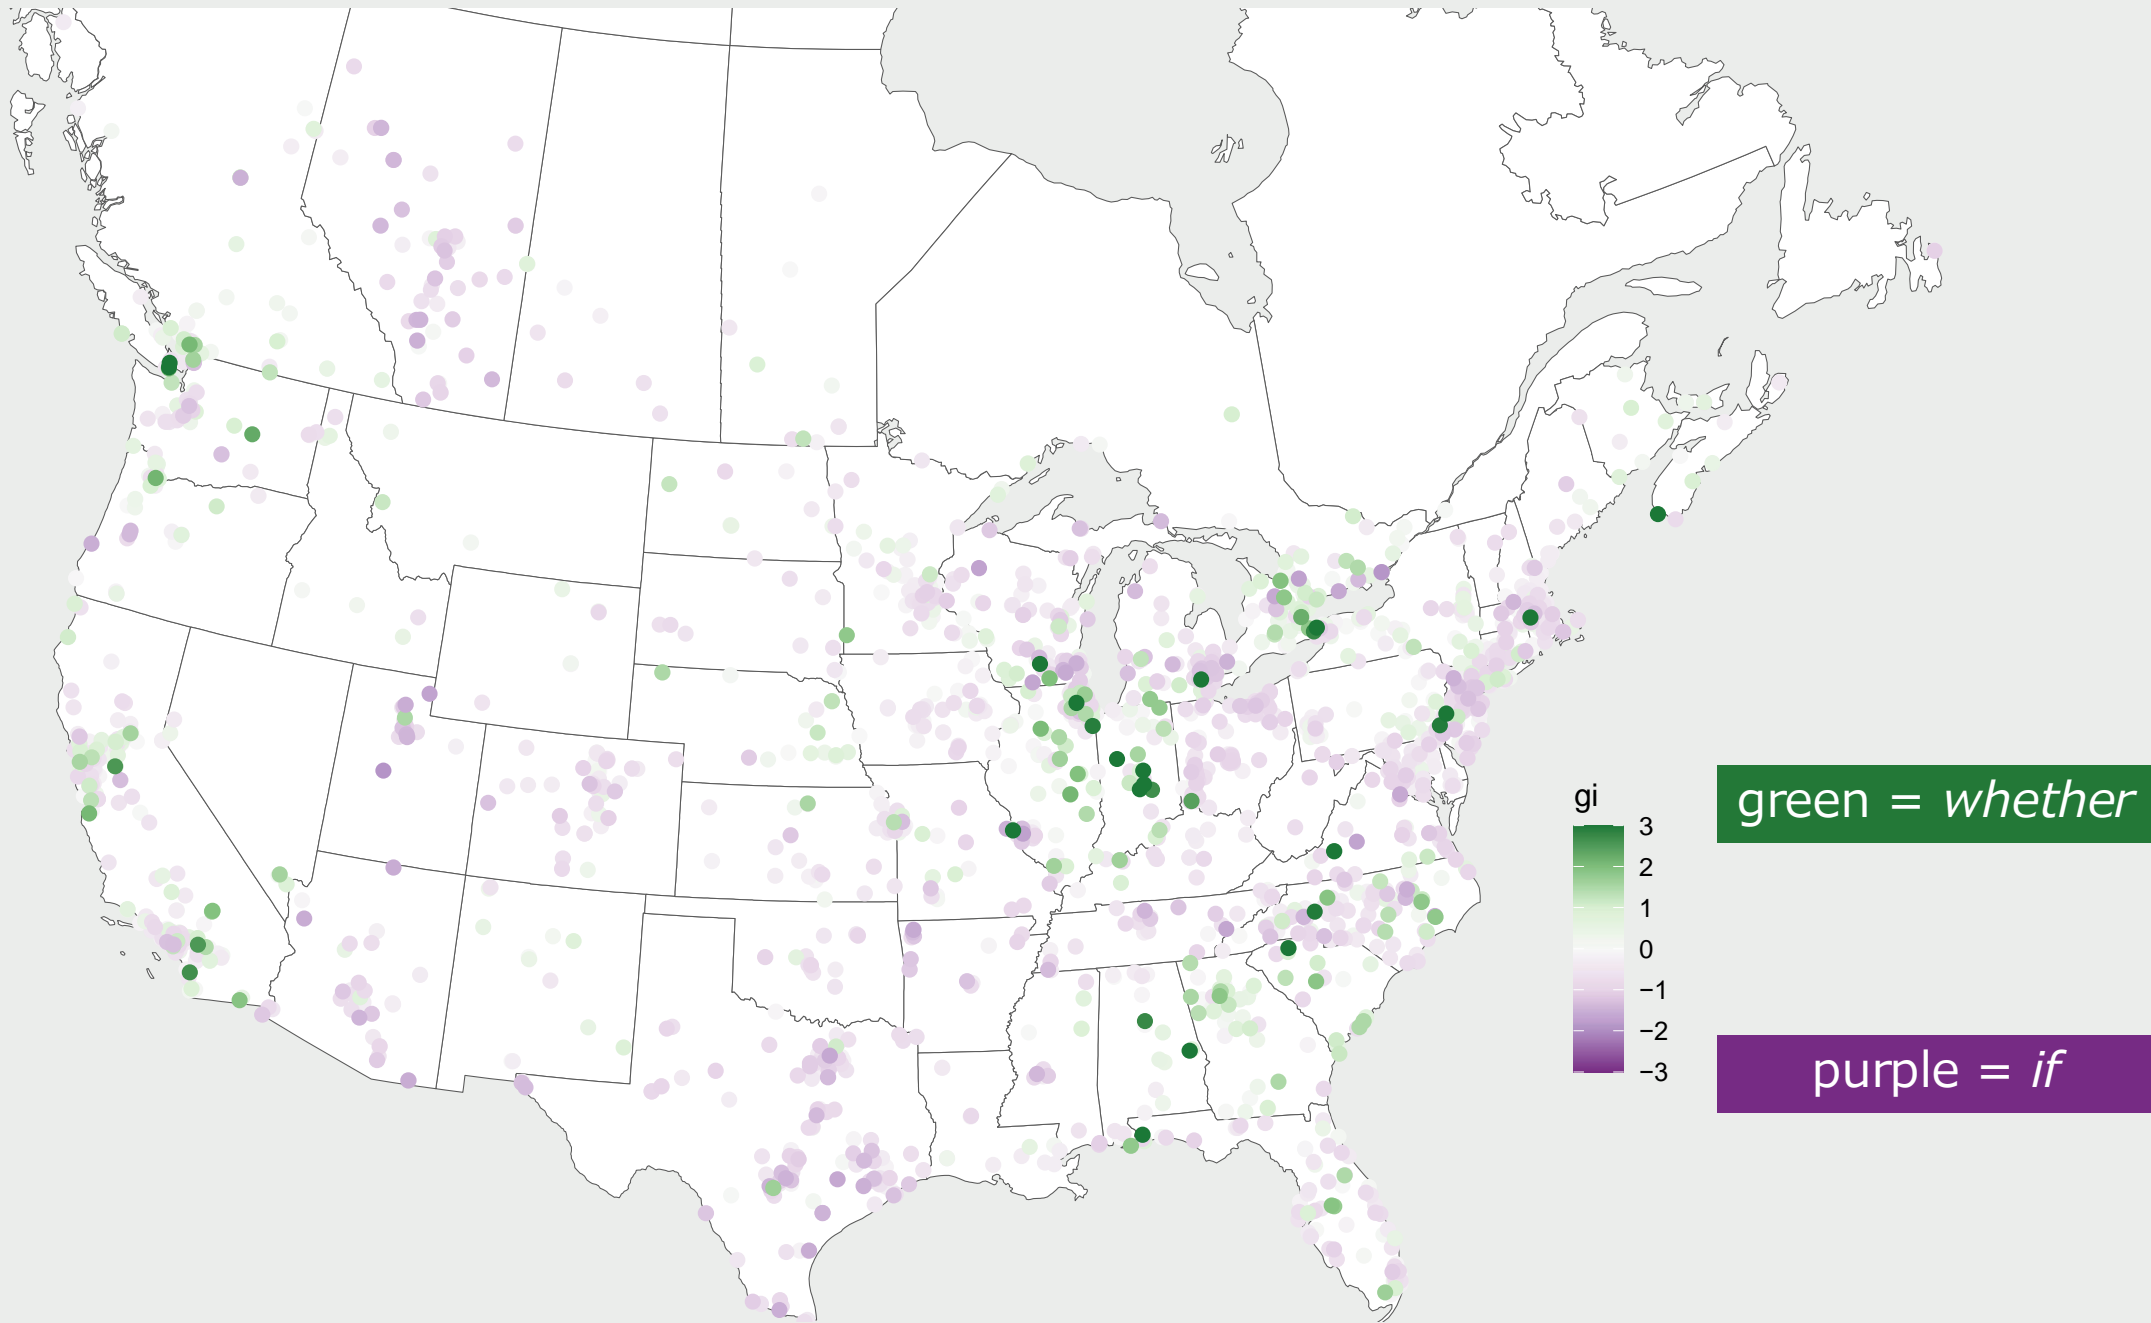 gi
3
2
1
0
−1
−2
−3
green = whether
purple = if